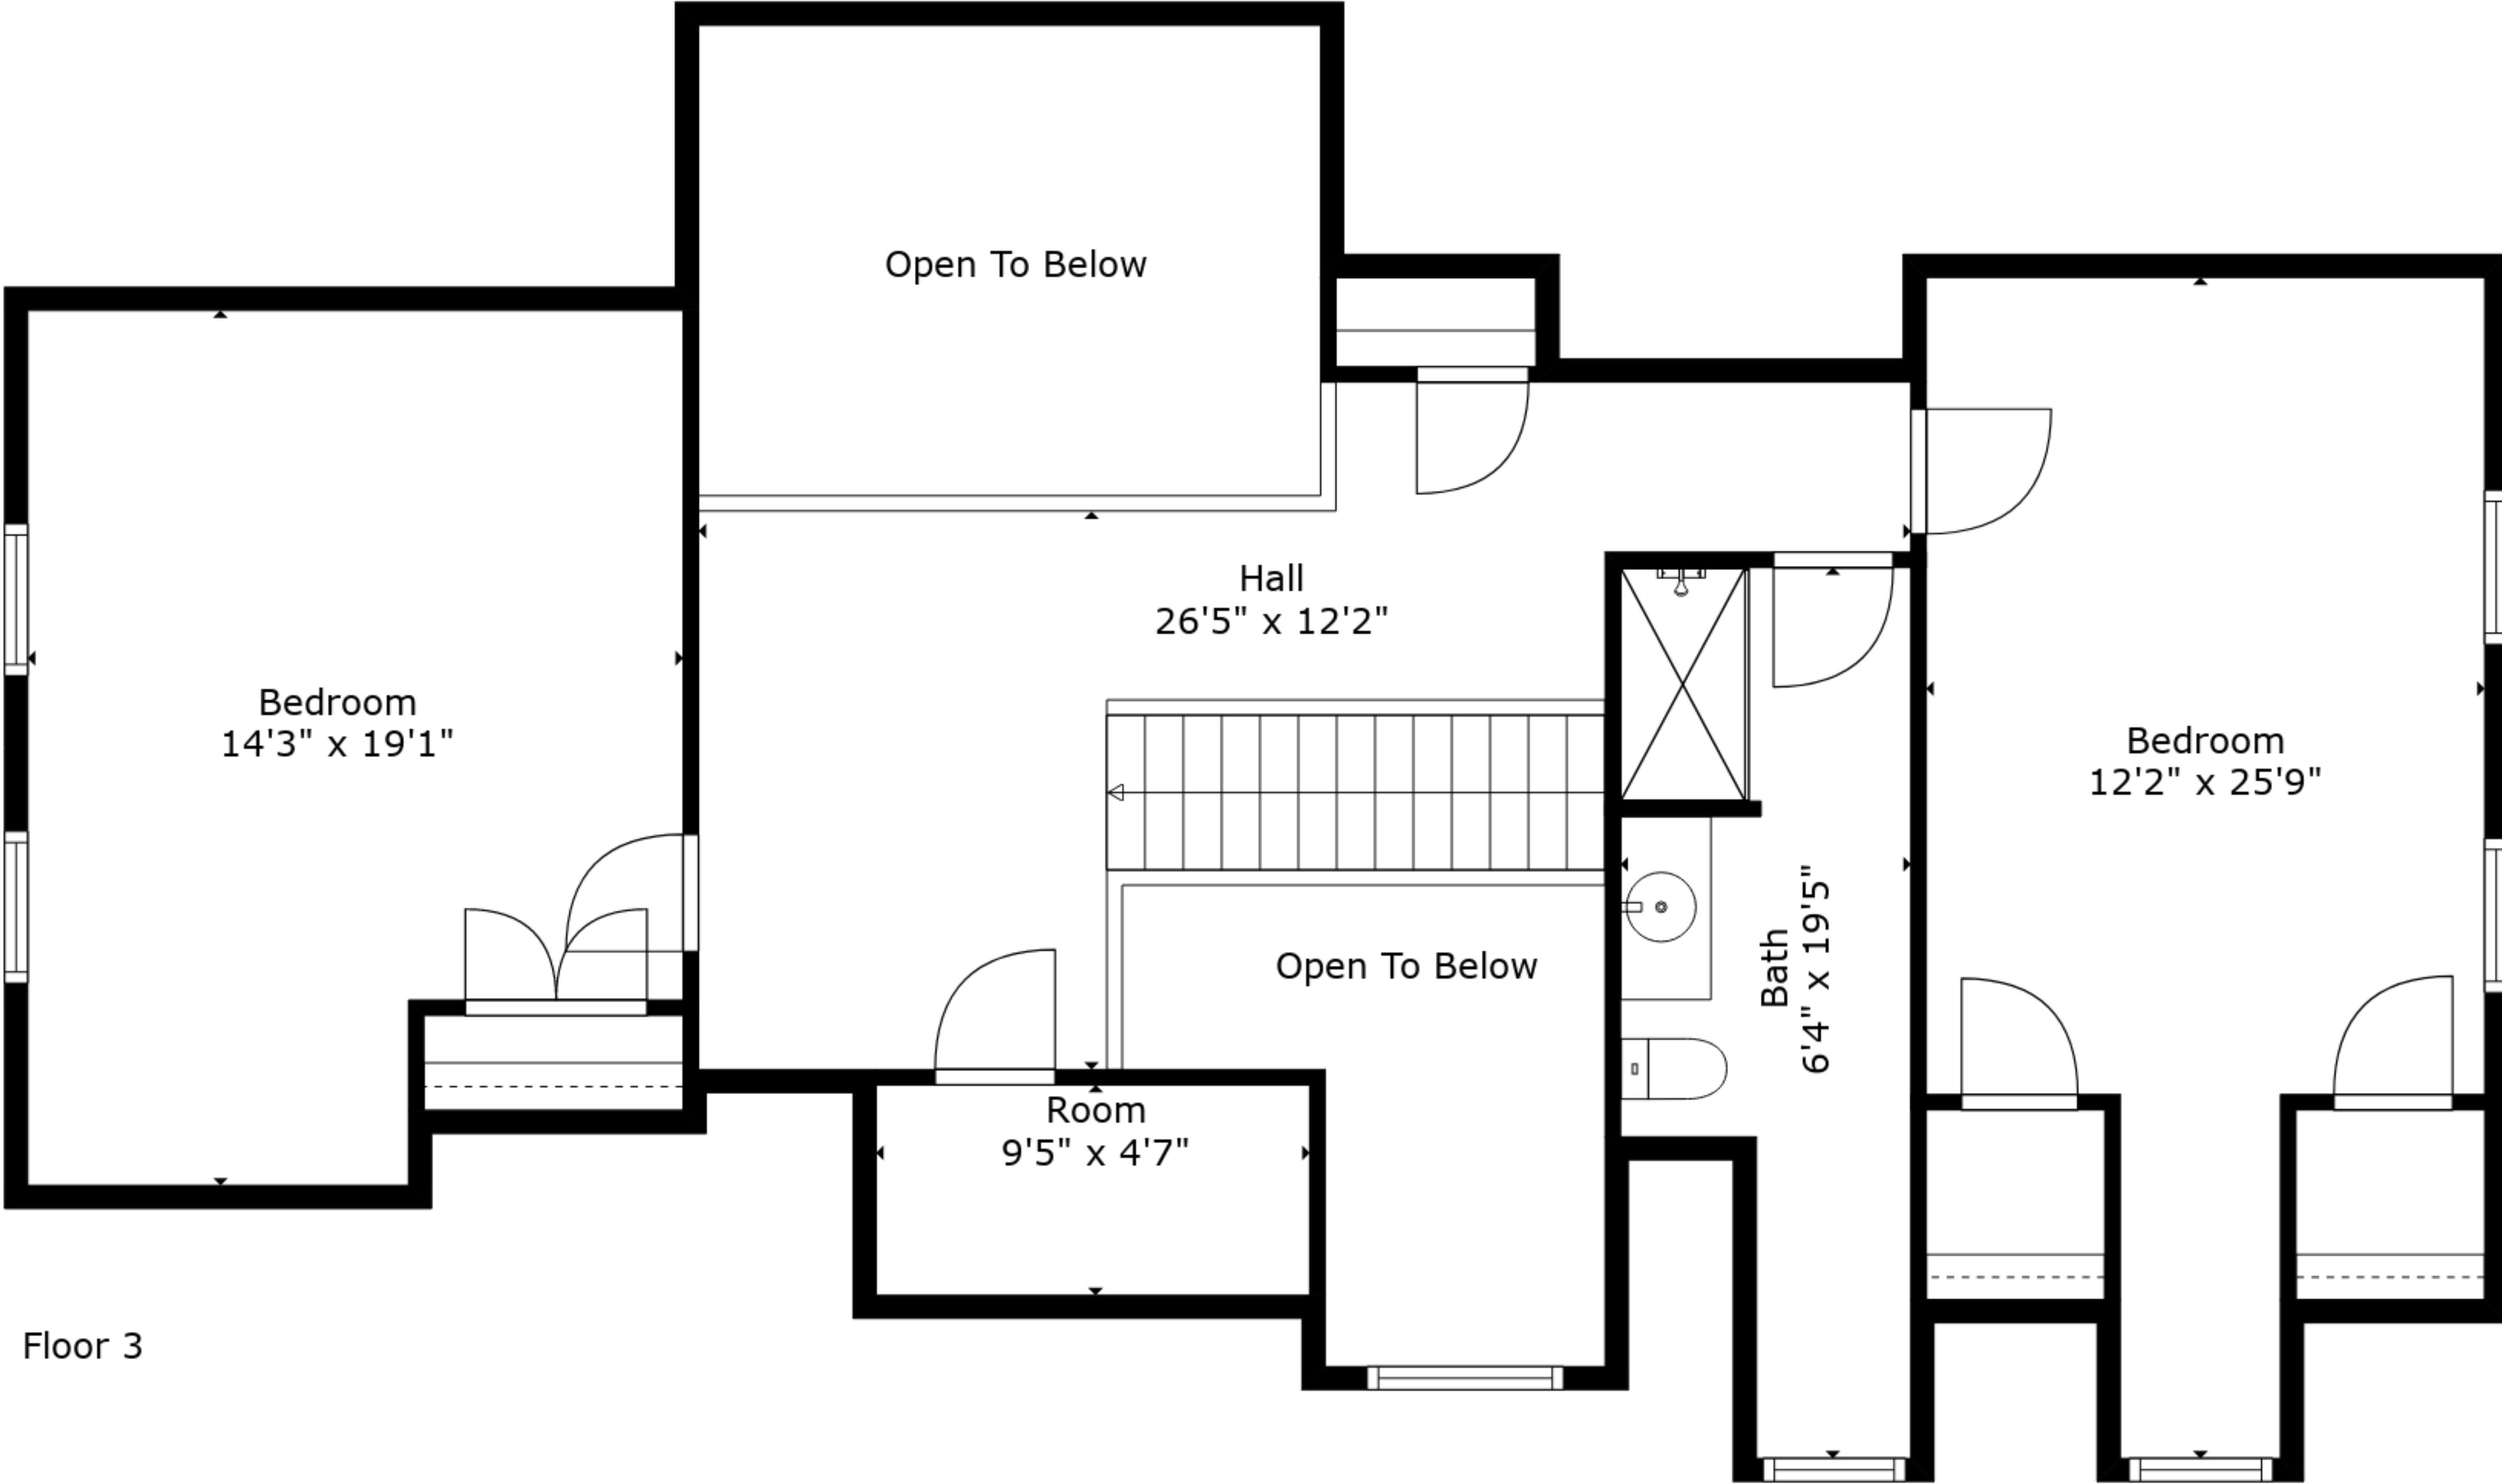 Open To Below
Hall
26'5" x 12'2"
Bedroom
14'3" x 19'1"
Bedroom
12'2" x 25'9"
Open To Below
Bath
6'4" x 19'5"
Room
9'5" x 4'7"
Floor 3